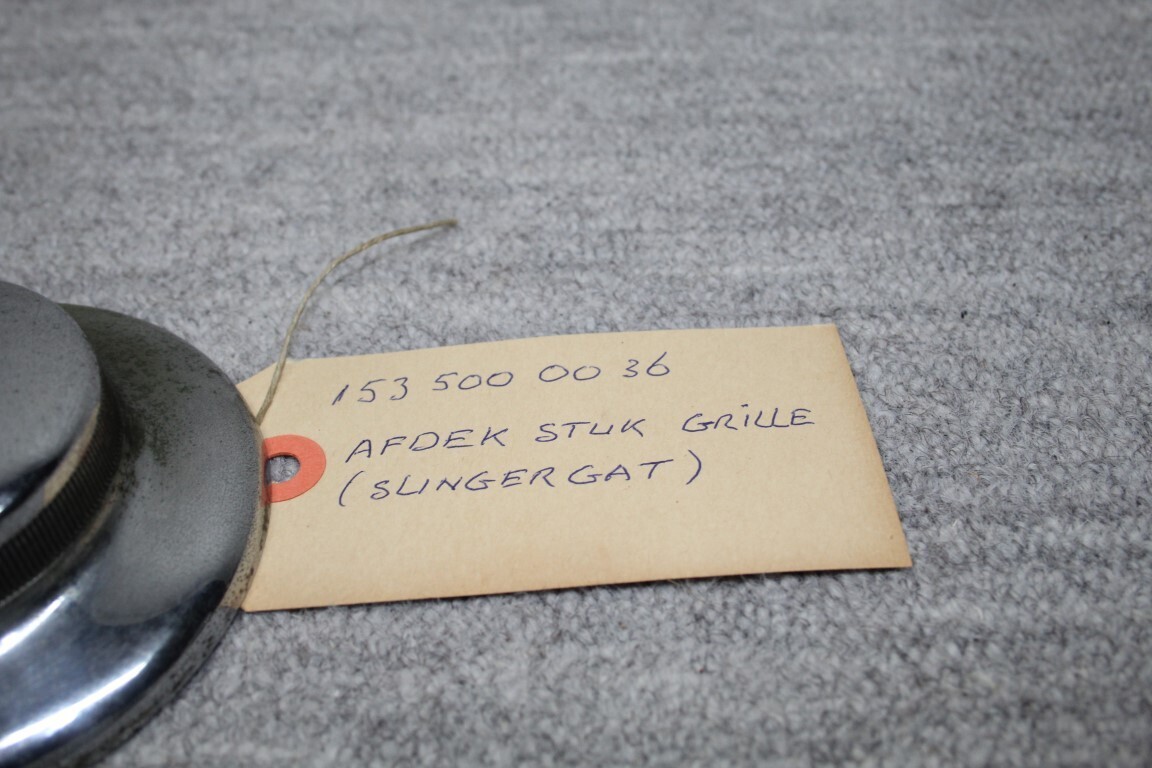 153 500 00 36
AFDEK STUK GRILLE
(SLINGERGAT)